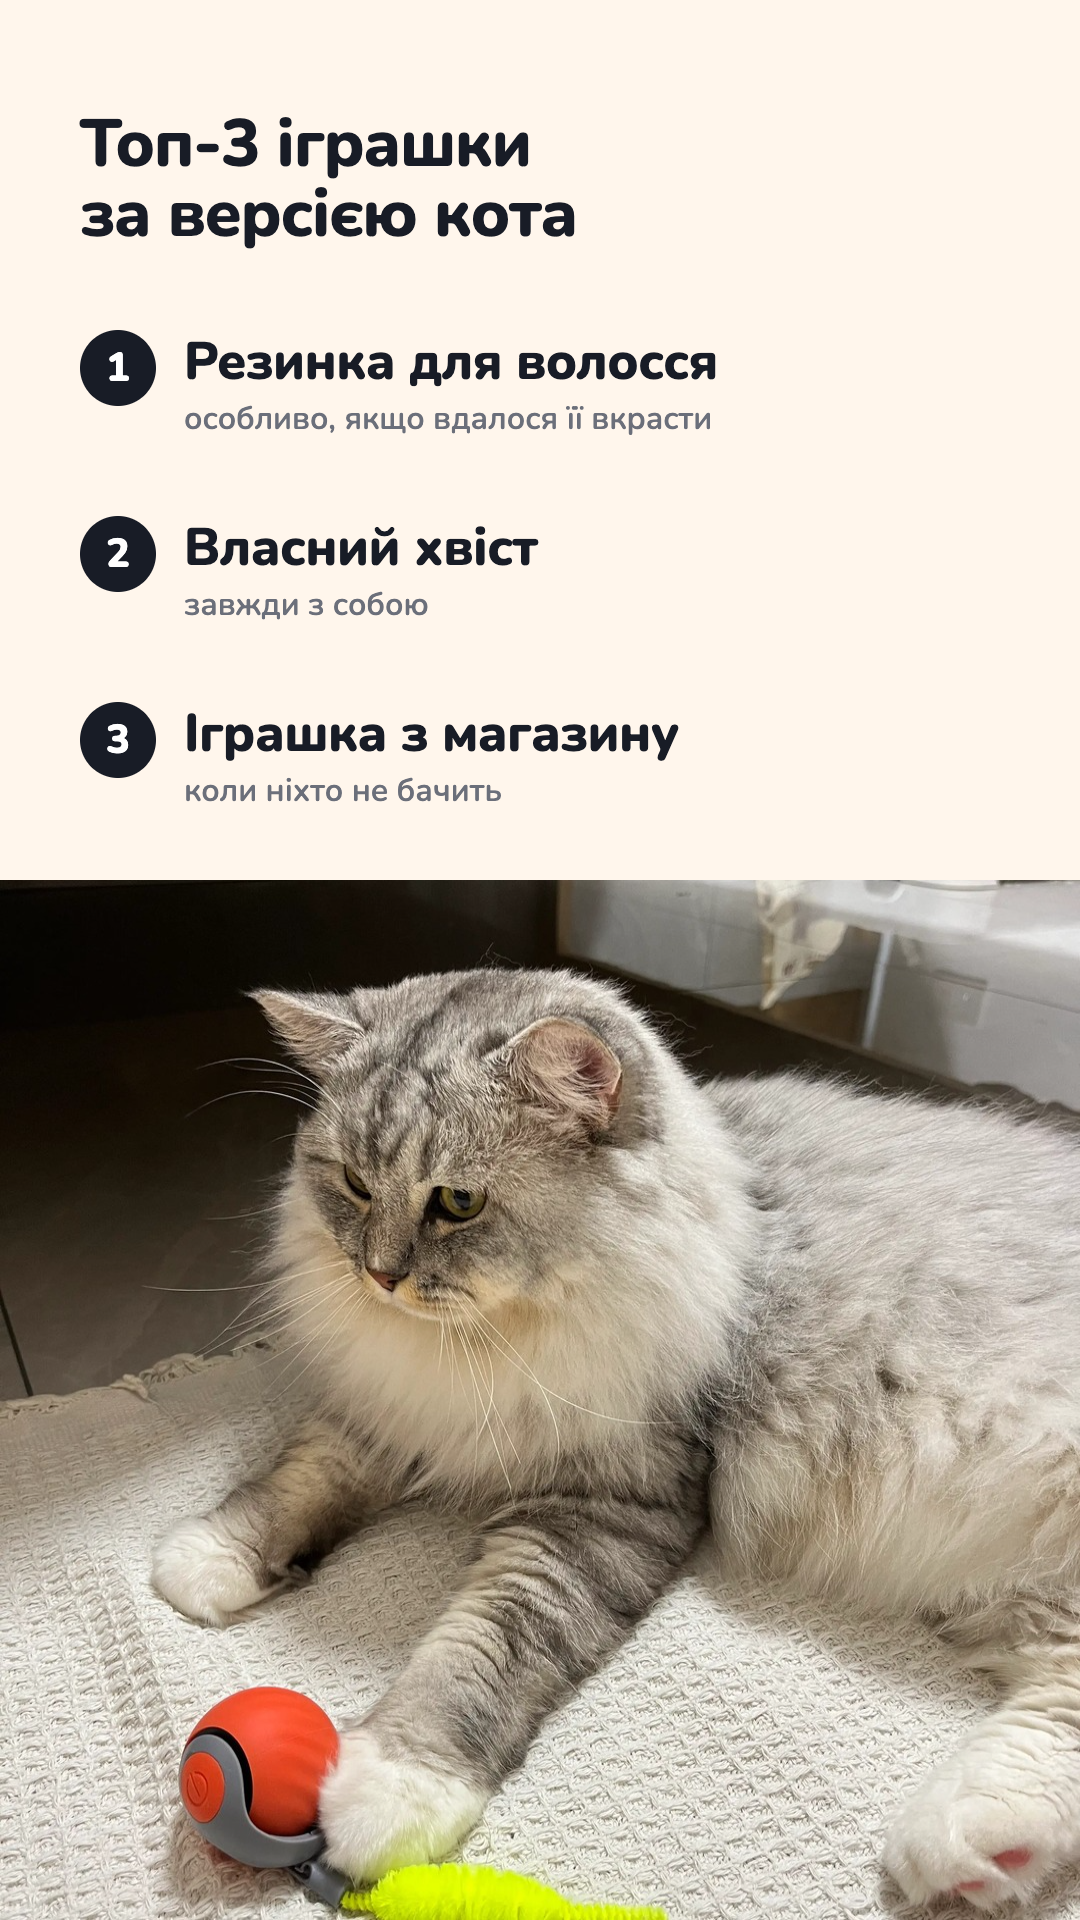 Топ-3 іграшки
за версією кота
1 Резинка для волосся
особливо, якщо вдалося її вкрасти
2 Власний хвіст
завжди з собою
3 Іграшка з магазину
коли ніхто не бачить